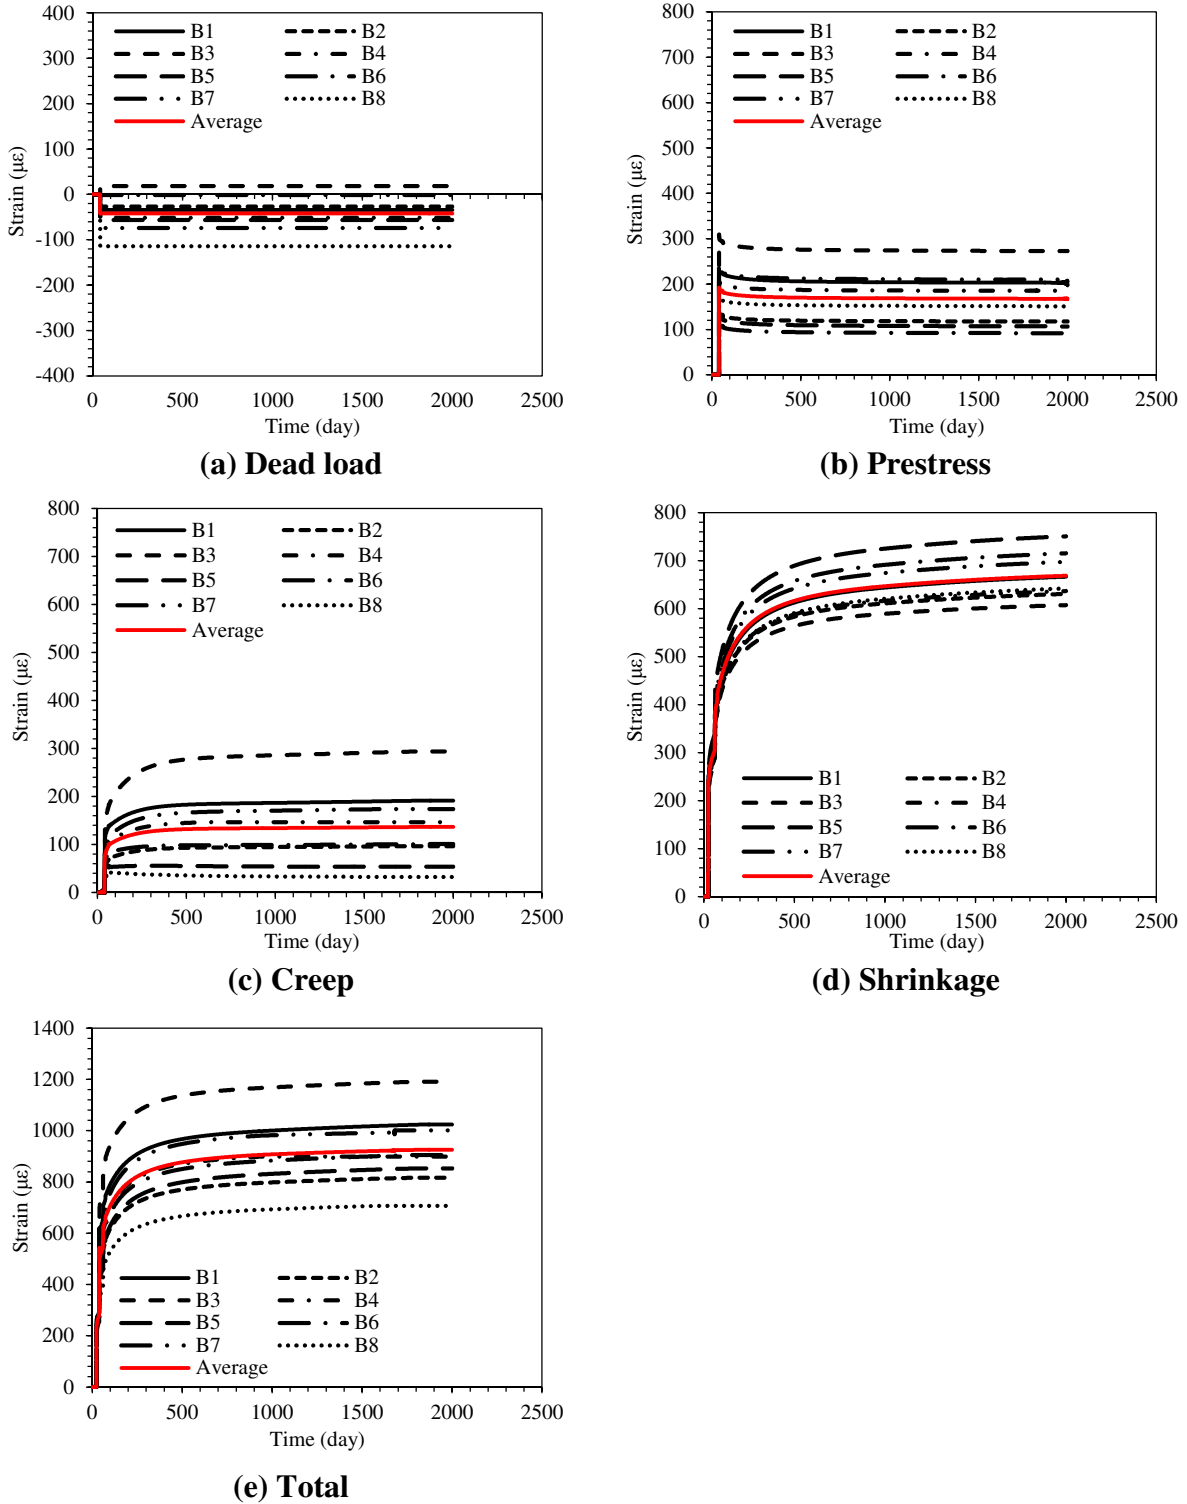 400
300
200
100
0
-100
-200
-300
-400
Strain (με)
B1 B2
B3 B4
B5 B6
B7 B8
Average
0 500 1000 1500 2000 2500
Time (day)
(a) Dead load
800
700
600
500
400
300
200
100
0
Strain (με)
B1 B2
B3 B4
B5 B6
B7 B8
Average
0 500 1000 1500 2000 2500
Time (day)
(b) Prestress
800
700
600
500
400
300
200
100
0
Strain (με)
B1 B2
B3 B4
B5 B6
B7 B8
Average
0 500 1000 1500 2000 2500
Time (day)
(c) Creep
800
700
600
500
400
300
200
100
0
Strain (με)
B1 B2
B3 B4
B5 B6
B7 B8
Average
0 500 1000 1500 2000 2500
Time (day)
(d) Shrinkage
1400
1200
1000
800
600
400
200
0
Strain (με)
B1 B2
B3 B4
B5 B6
B7 B8
Average
0 500 1000 1500 2000 2500
Time (day)
(e) Total